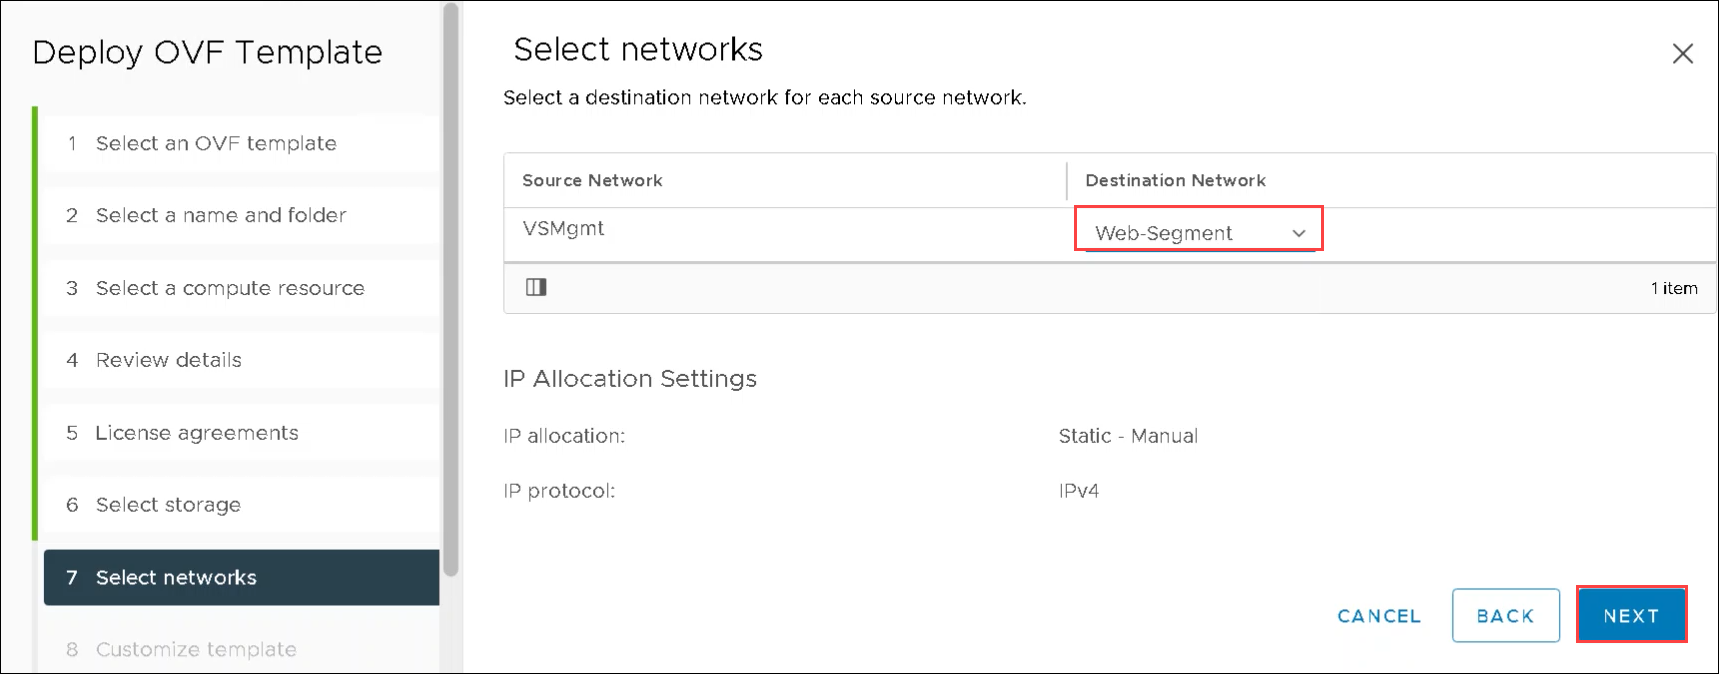 Deploy OVF Template
1 Select an OVF template
2 Select a name and folder
3 Select a compute resource
4 Review details
5 License agreements
6 Select storage
7 Select networks
8 Customize template
Select networks
Select a destination network for each source network.
Source Network Destination Network
VSMgmt Web-Segment
1 item
IP Allocation Settings
IP allocation: Static - Manual
IP protocol: IPv4
CANCEL BACK NEXT